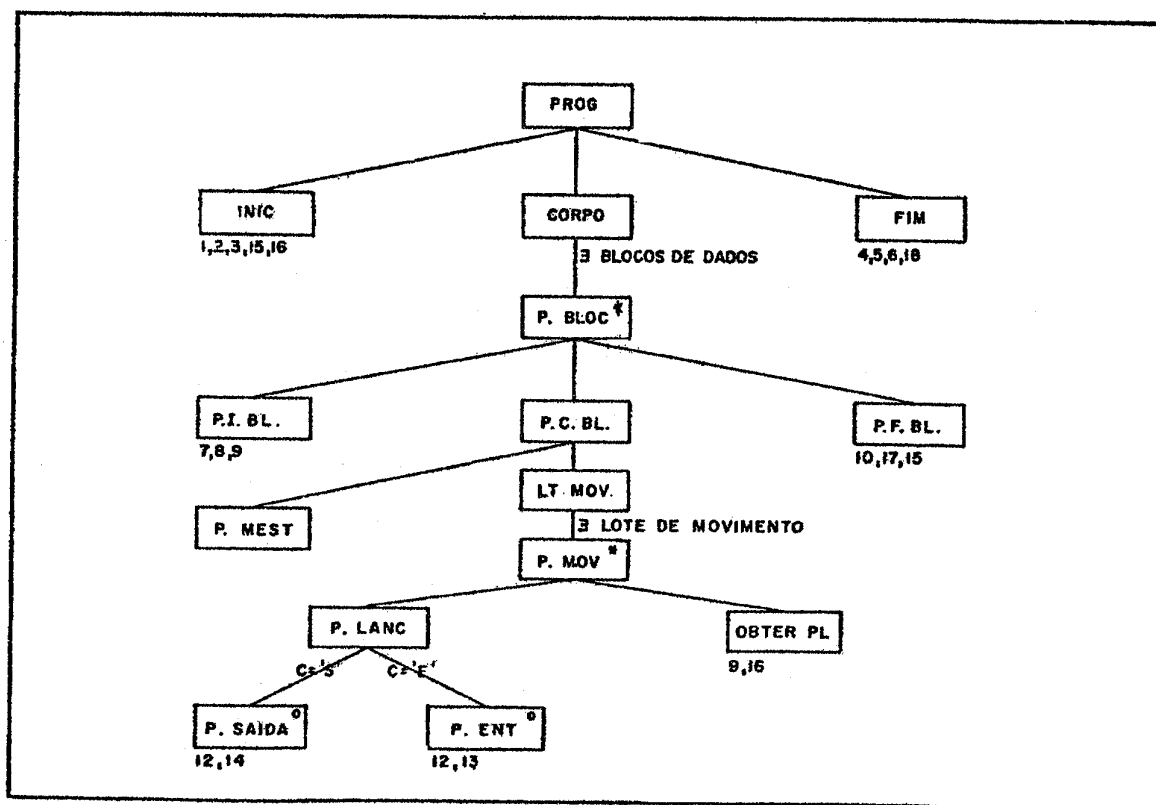 PROG
INIC
CORPO
FIM
1,2,3,15,16
4,5,6,18
∃ BLOCOS DE DADOS
P. BLOC *
P.I. BL.
P.C. BL.
P.F. BL.
7,8,9
10,17,15
LT MOV.
P. MEST
∃ LOTE DE MOVIMENTO
P. MOV *
P. LANC
OBTER PL
9,16
C='S' C='E'
P. SAÍDA o
P. ENT o
12,14
12,13